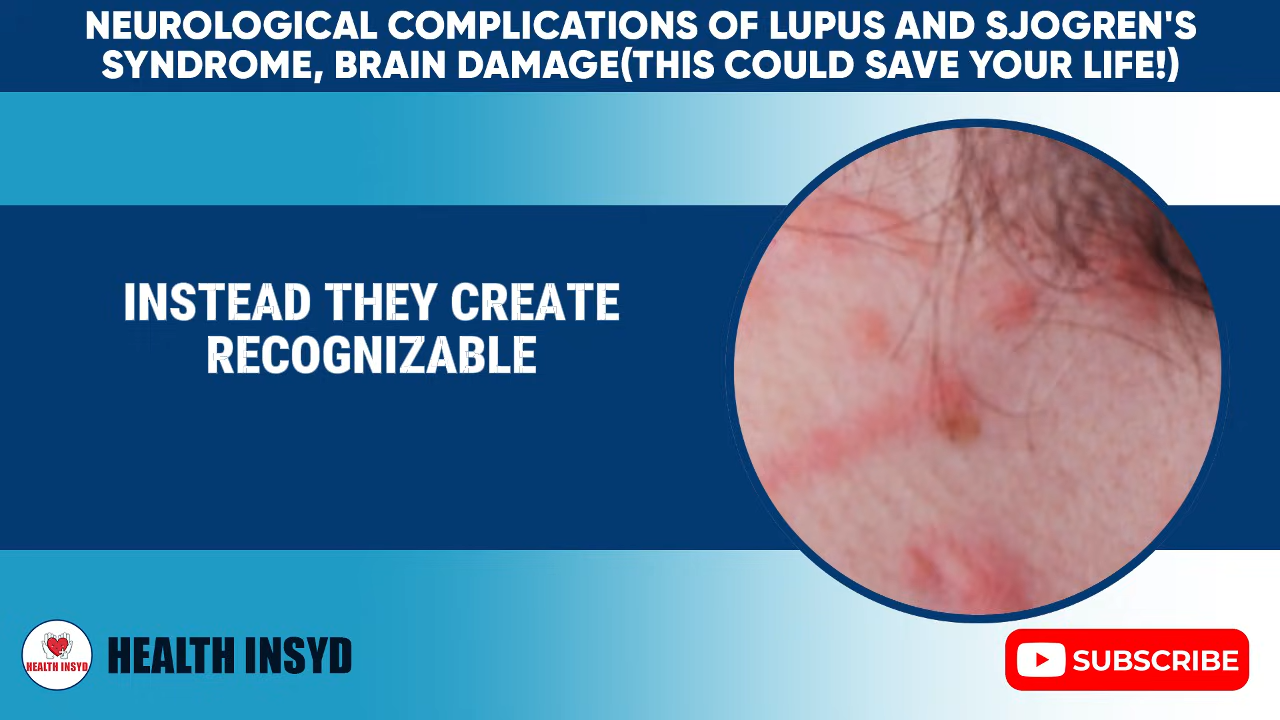 NEUROLOGICAL COMPLICATIONS OF LUPUS AND SJOGREN'S
SYNDROME, BRAIN DAMAGE(THIS COULD SAVE YOUR LIFE!)
INSTEAD THEY CREATE
RECOGNIZABLE
HEALTH INSYD
HEALTH INSYD
SUBSCRIBE